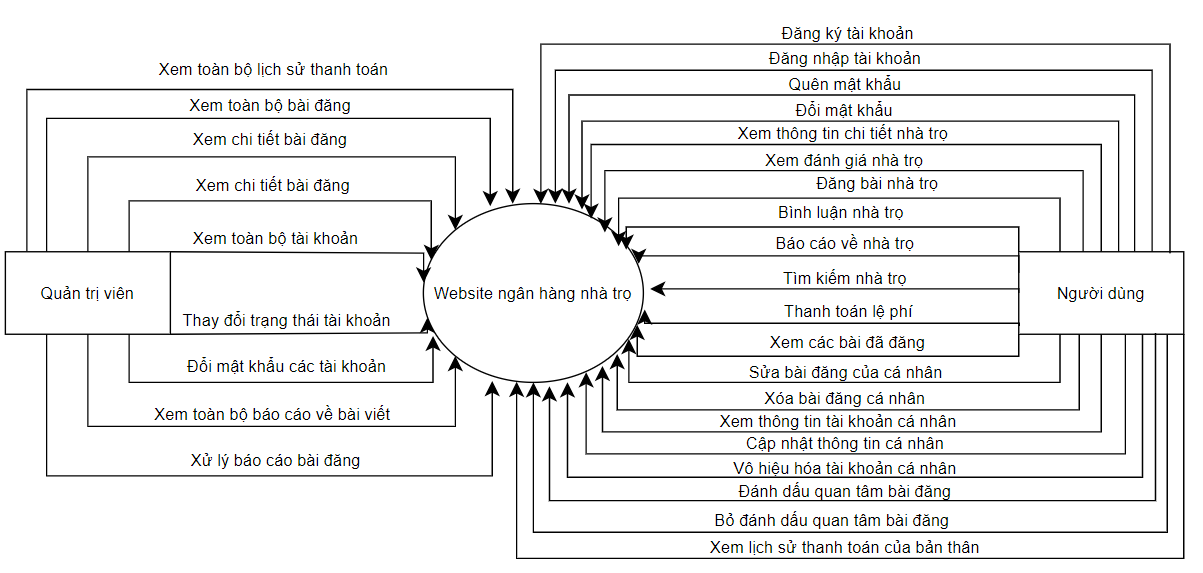 Xem toàn bộ lịch sử thanh toán
Xem toàn bộ bài đăng
Xem chi tiết bài đăng
Xem chi tiết bài đăng
Xem toàn bộ tài khoản
Quản trị viên
Thay đổi trạng thái tài khoản
Đổi mật khẩu các tài khoản
Xem toàn bộ báo cáo về bài viết
Xử lý báo cáo bài đăng
Website ngân hàng nhà trọ
Đăng ký tài khoản
Đăng nhập tài khoản
Quên mật khẩu
Đổi mật khẩu
Xem thông tin chi tiết nhà trọ
Xem đánh giá nhà trọ
Đăng bài nhà trọ
Bình luận nhà trọ
Báo cáo về nhà trọ
Tìm kiếm nhà trọ
Người dùng
Thanh toán lệ phí
Xem các bài đã đăng
Sửa bài đăng của cá nhân
Xóa bài đăng cá nhân
Xem thông tin tài khoản cá nhân
Cập nhật thông tin cá nhân
Vô hiệu hóa tài khoản cá nhân
Đánh dấu quan tâm bài đăng
Bỏ đánh dấu quan tâm bài đăng
Xem lịch sử thanh toán của bản thân